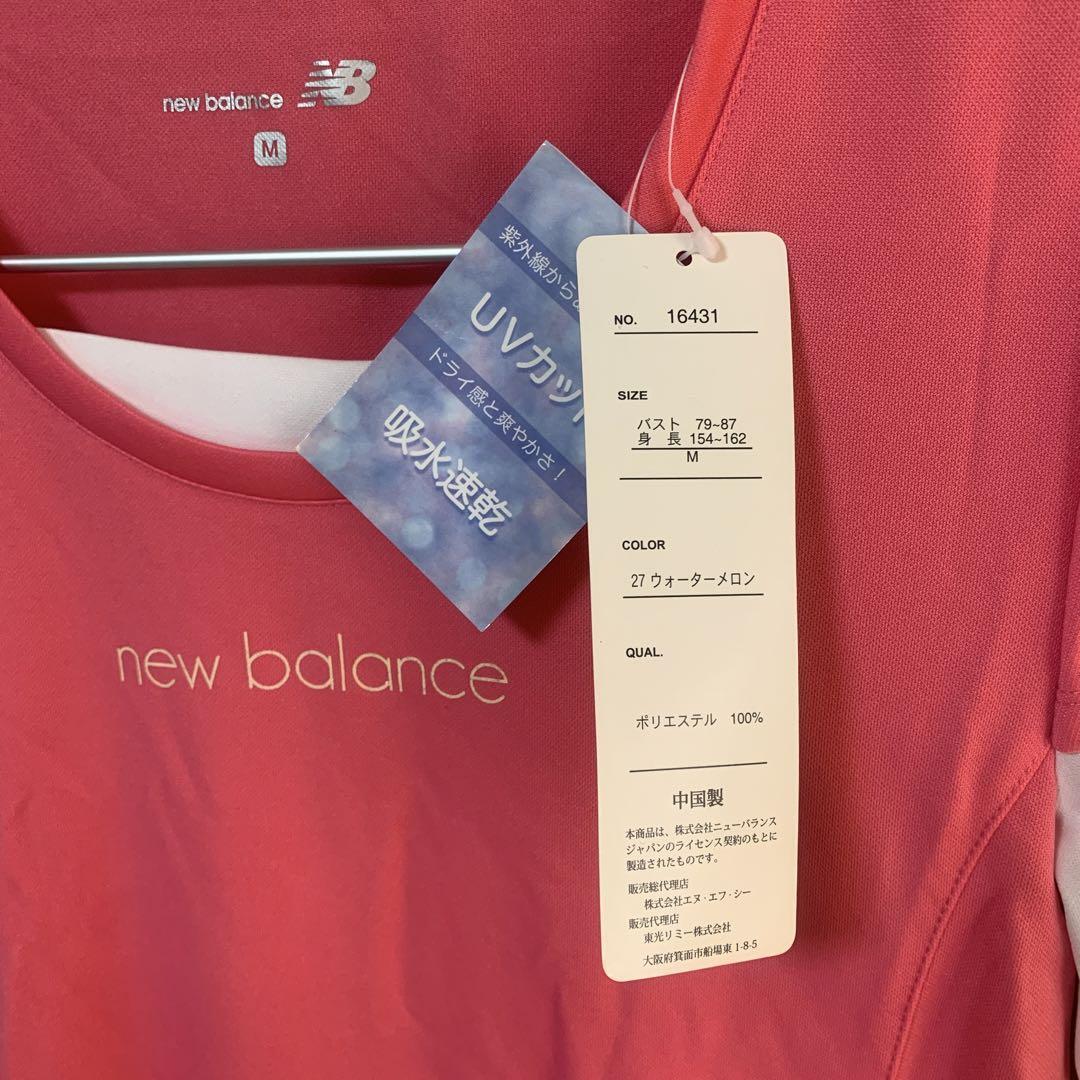 new balance NB
M
紫外線から
UVカット
ドライ感と爽やかさ！
吸水速乾
new balance
NO. 16431
SIZE
バスト 79~87
身 長 154~162
M
COLOR
27 ウォーターメロン
QUAL.
ポリエステル 100%
中国製
本商品は、株式会社ニューバランス
ジャパンのライセンス契約のもとに
製造されたものです。
販売総代理店
株式会社エヌ・エフ・シー
販売代理店
東光リミー株式会社
大阪府箕面市船場東 1-8-5